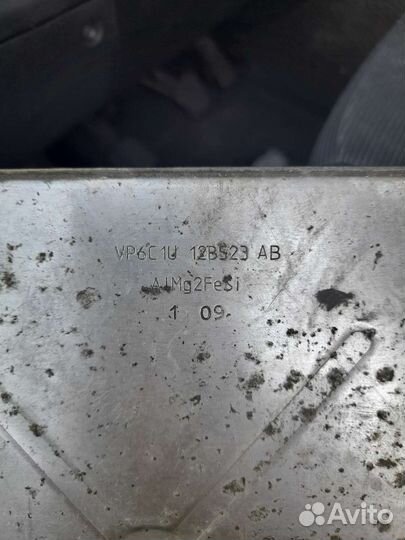 VP6C1U 12B523 AB
AlMg2FeSi
1 09
Avito